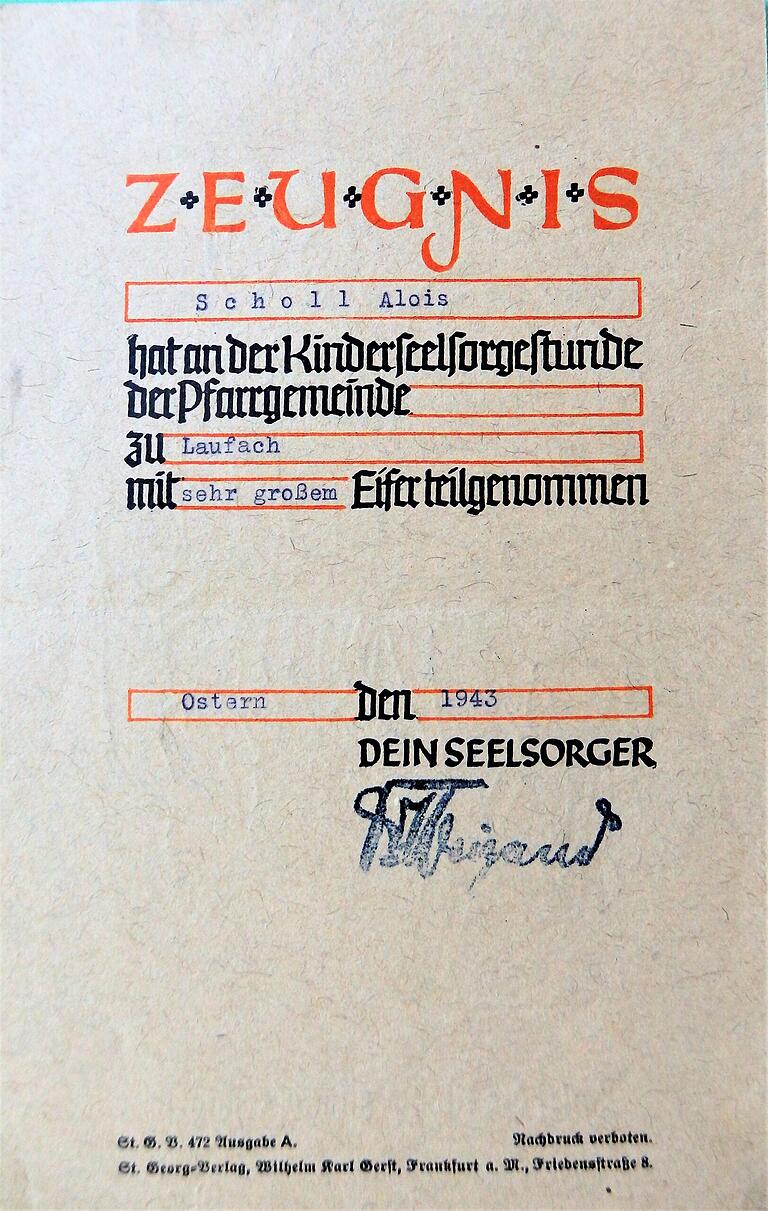 Z·E·U·G·N·I·S
Scholl Alois
hat an der Kinderseelsorgestunde
der Pfarrgemeinde
zu Laufach
mit sehr großem Eifer teilgenommen
Ostern den 1943
DEIN SEELSORGER
Weigand
St. G. V. 472 Ausgabe A. Nachdruck verboten.
St. Georg-Verlag, Wilhelm Karl Gerst, Frankfurt a. M., Friedensstraße 8.